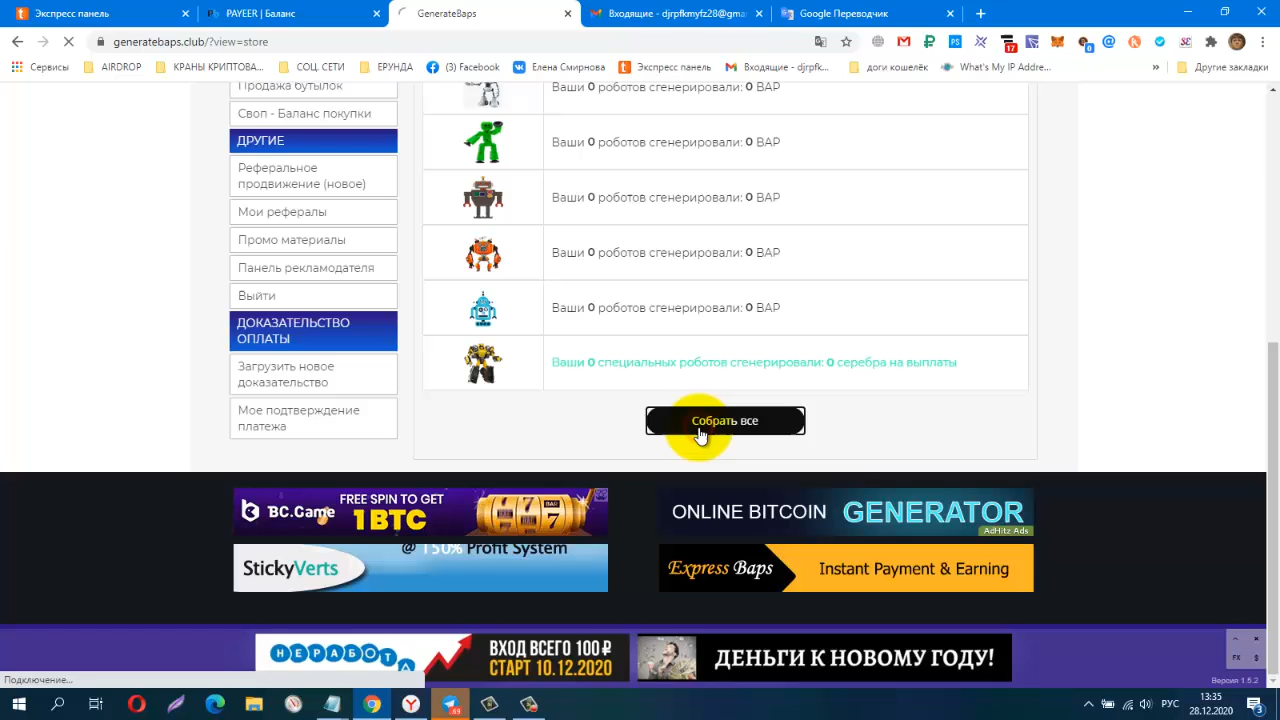 Экспресс панель
PAYEER | Баланс
GenerateBaps
Входящие - djrpfkmyfz28@gma
Google Переводчик
generatebaps.club/?view=store
17
0
Сервисы
AIRDROP
КРАНЫ КРИПТОВА...
СОЦ. СЕТИ
ЕРУНДА
(3) Facebook
Елена Смирнова
Экспресс панель
Входящие - djrpfk...
доги кошелёк
What's My IP Addre...
Другие закладки
Продажа бутылок
Своп - Баланс покупки
ДРУГИЕ
Реферальное
продвижение (новое)
Мои рефералы
Промо материалы
Панель рекламодателя
Выйти
ДОКАЗАТЕЛЬСТВО
ОПЛАТЫ
Загрузить новое
доказательство
Мое подтверждение
платежа
Ваши 0 роботов сгенерировали: 0 BAP
Ваши 0 роботов сгенерировали: 0 BAP
Ваши 0 роботов сгенерировали: 0 BAP
Ваши 0 роботов сгенерировали: 0 BAP
Ваши 0 роботов сгенерировали: 0 BAP
Ваши 0 специальных роботов сгенерировали: 0 серебра на выплаты
Собрать все
BC.Game
FREE SPIN TO GET
1 BTC
ONLINE BITCOIN GENERATOR
AdHitz Ads
@ 150% Profit System
StickyVerts
Express Baps
Instant Payment & Earning
НЕРАБОТА
ВХОД ВСЕГО 100 ₽
СТАРТ 10.12.2020
ДЕНЬГИ К НОВОМУ ГОДУ!
FX
$
Версия 1.5.2
Подключение...
РУС
13:35
28.12.2020
3